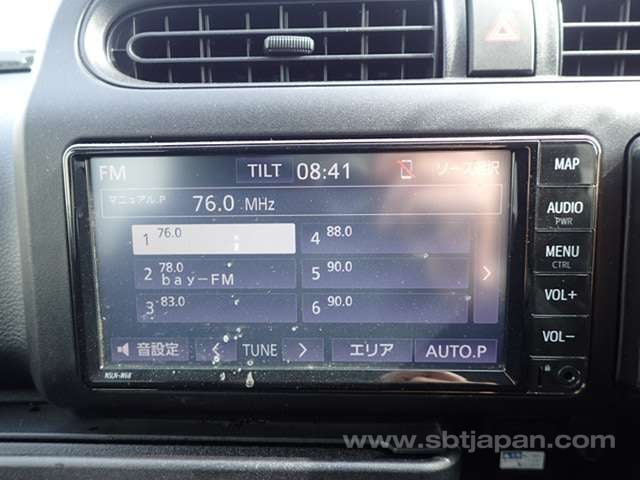 FM TILT 08:41 ソース選択
マニュアル.P 76.0 MHz
1 76.0
2 78.0 bay-FM
3 83.0
4 88.0
5 90.0
6 90.0
>
音設定 < TUNE > エリア AUTO.P
NSLN-W68
MAP
AUDIO
PWR
MENU
CTRL
VOL+
VOL-
www.sbtjapan.com